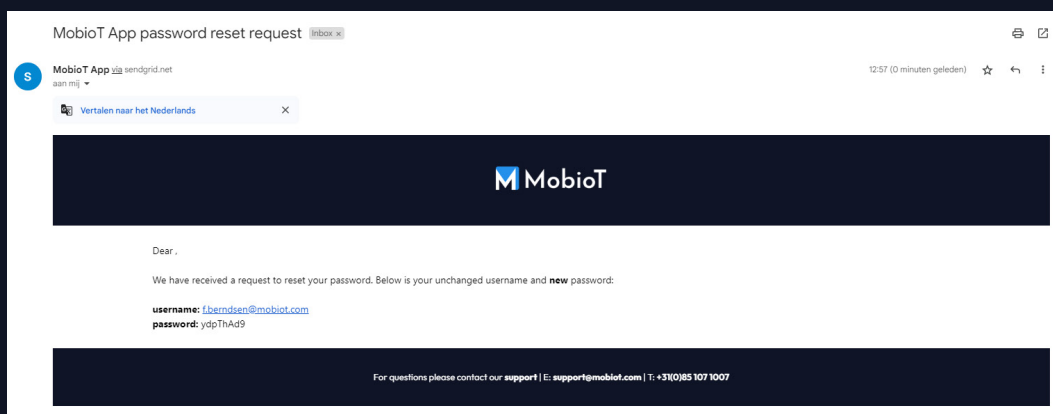 MobioT App password reset request Inbox ×
S
MobioT App via sendgrid.net 12:57 (0 minuten geleden)
aan mij
Vertalen naar het Nederlands
MobioT
Dear ,
We have received a request to reset your password. Below is your unchanged username and new password:
username: f.berndsen@mobiot.com
password: ydpThAd9
For questions please contact our support | E: support@mobiot.com | T: +31(0)85 107 1007